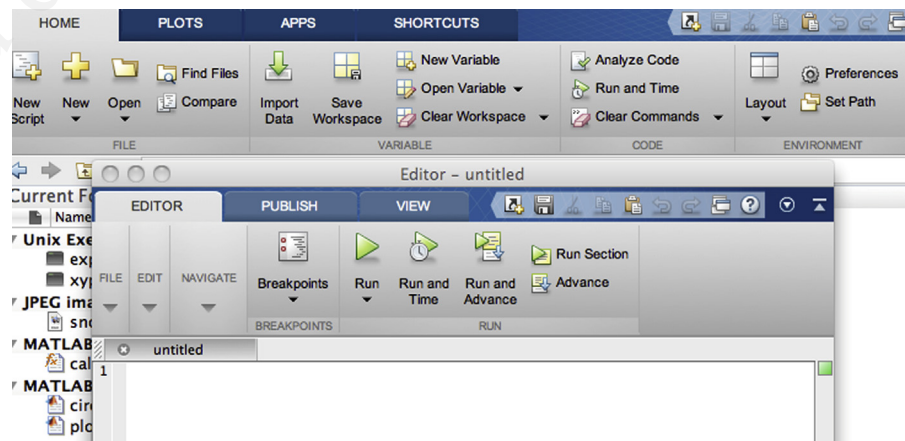 HOME PLOTS APPS SHORTCUTS
New Script
New
Open
Find Files
Compare
FILE
Import Data
Save Workspace
New Variable
Open Variable
Clear Workspace
VARIABLE
Analyze Code
Run and Time
Clear Commands
CODE
Layout
Preferences
Set Path
ENVIRONMENT
Editor – untitled
EDITOR PUBLISH VIEW
FILE
EDIT
NAVIGATE
Breakpoints
BREAKPOINTS
Run
Run and Time
Run and Advance
Run Section
Advance
RUN
untitled
1
Current Fo
Name
Unix Exe
exp
xyp
JPEG ima
sno
MATLAB
cal
MATLAB
circ
plo